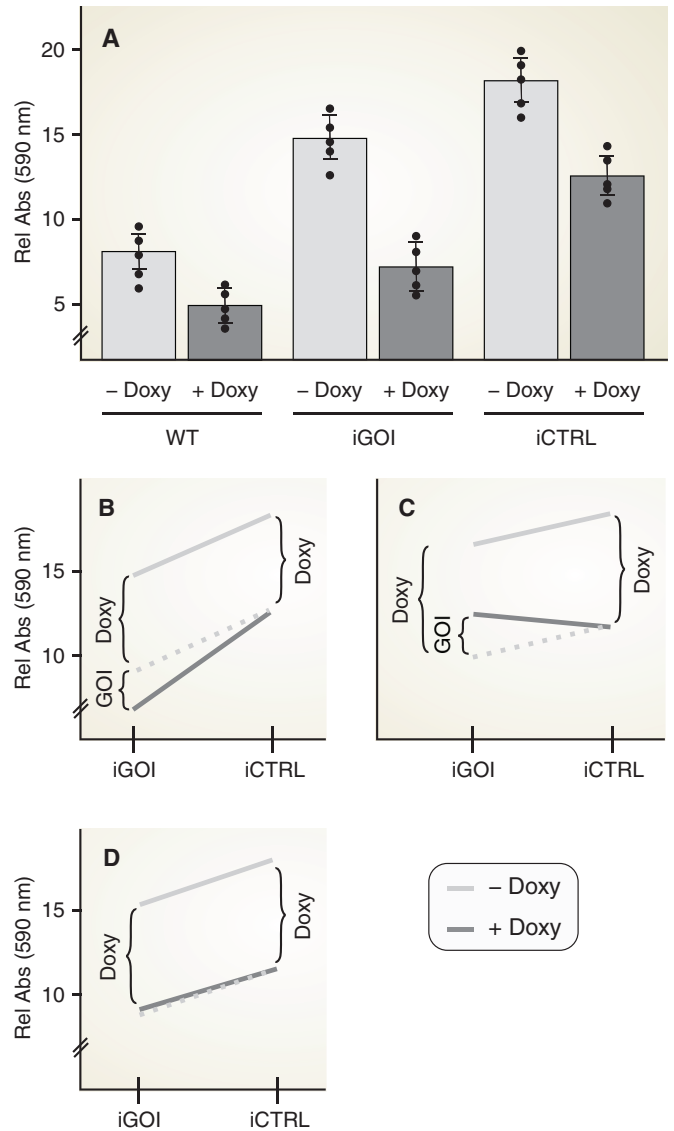 A
20
15
10
5
Rel Abs (590 nm)
– Doxy + Doxy – Doxy + Doxy – Doxy + Doxy
WT iGOI iCTRL
B
15
10
Rel Abs (590 nm)
Doxy
GOI
Doxy
iGOI iCTRL
C
Doxy
GOI
Doxy
iGOI iCTRL
D
15
10
Rel Abs (590 nm)
Doxy
Doxy
iGOI iCTRL
– Doxy
+ Doxy